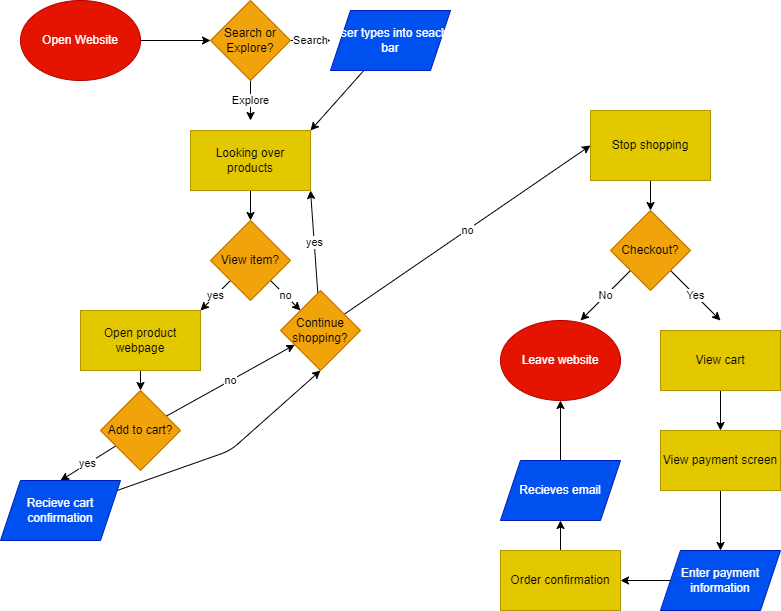 Open Website
Search or
Explore?
Search
ser types into seach
bar
Explore
Looking over
products
View item?
yes
no
yes
Open product
webpage
Continue
shopping?
no
Add to cart?
no
yes
Recieve cart
confirmation
Stop shopping
Checkout?
No
Yes
Leave website
View cart
View payment screen
Recieves email
Order confirmation
Enter payment
information